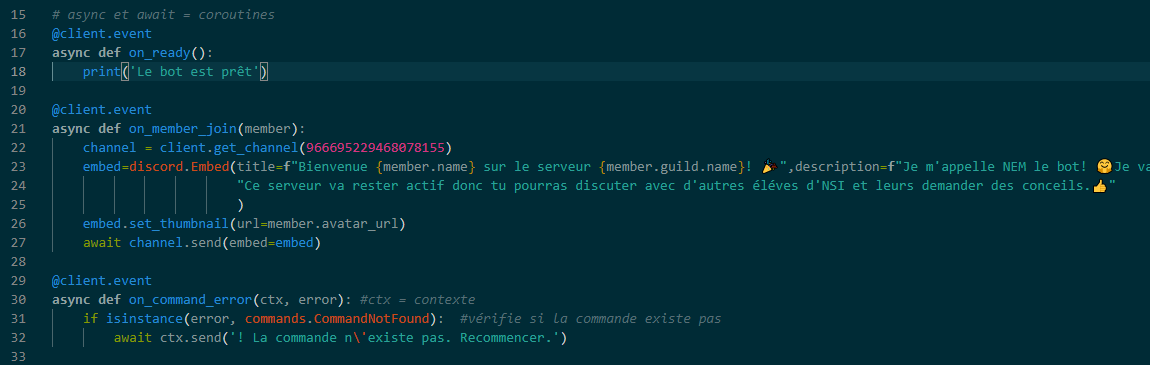 15 # async et await = coroutines
16 @client.event
17 async def on_ready():
18 print('Le bot est prêt')
19
20 @client.event
21 async def on_member_join(member):
22 channel = client.get_channel(966695229468078155)
23 embed=discord.Embed(title=f"Bienvenue {member.name} sur le serveur {member.guild.name}! 🎉",description=f"Je m'appelle NEM le bot! 🤗Je va
24 "Ce serveur va rester actif donc tu pourras discuter avec d'autres éléves d'NSI et leurs demander des conceils.👍"
25 )
26 embed.set_thumbnail(url=member.avatar_url)
27 await channel.send(embed=embed)
28
29 @client.event
30 async def on_command_error(ctx, error): #ctx = contexte
31 if isinstance(error, commands.CommandNotFound): #vérifie si la commande existe pas
32 await ctx.send('! La commande n\'existe pas. Recommencer.')
33